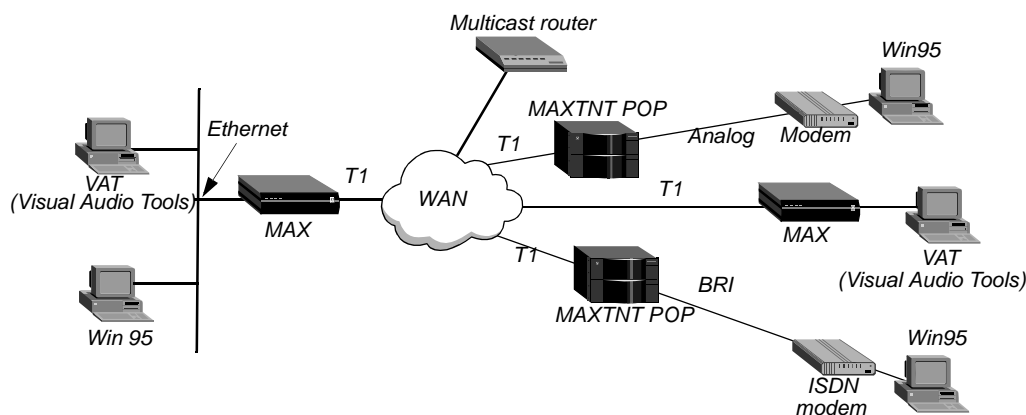 Multicast router
Win95
MAXTNT POP
Ethernet
T1
Analog
Modem
VAT
(Visual Audio Tools)
T1
WAN
T1
MAX
MAX
T1
VAT
(Visual Audio Tools)
BRI
MAXTNT POP
Win 95
Win95
ISDN
modem